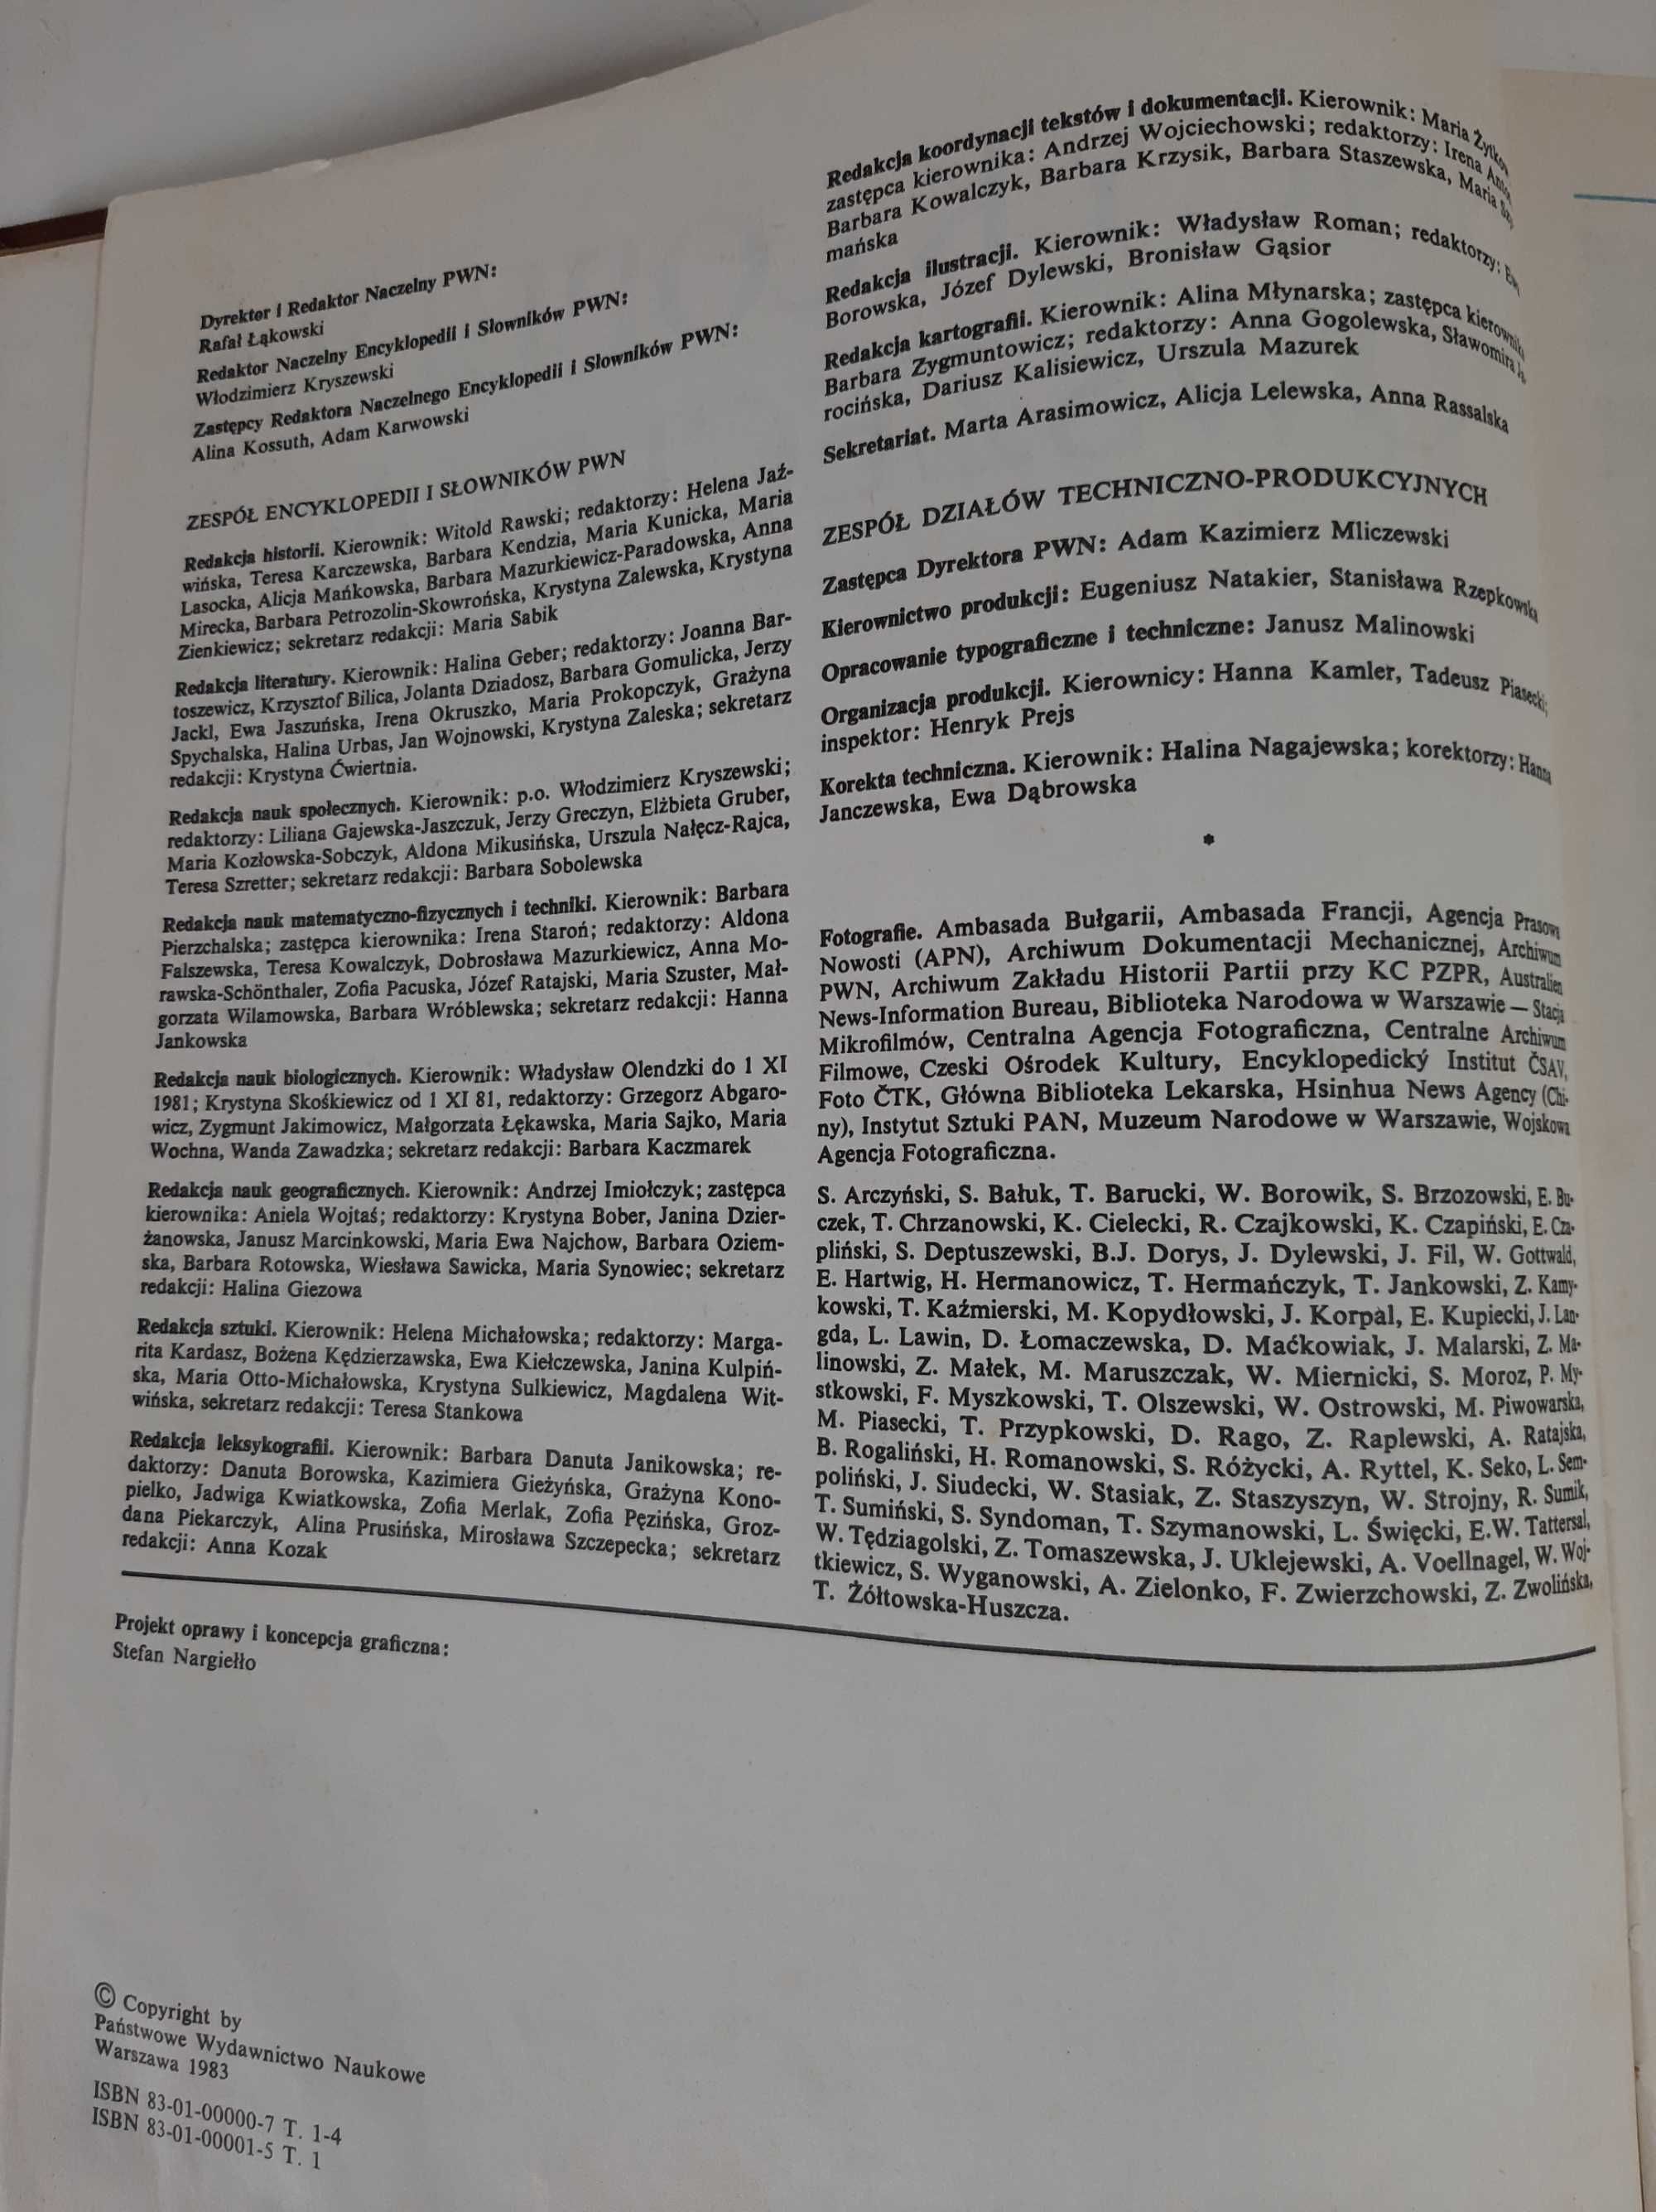 Dyrektor i Redaktor Naczelny PWN:
Rafał Łąkowski
Redaktor Naczelny Encyklopedii i Słowników PWN:
Włodzimierz Kryszewski
Zastępcy Redaktora Naczelnego Encyklopedii i Słowników PWN:
Alina Kossuth, Adam Karwowski
ZESPÓŁ ENCYKLOPEDII I SŁOWNIKÓW PWN
Redakcja historii. Kierownik: Witold Rawski; redaktorzy: Helena Jaź-
wińska, Teresa Karczewska, Barbara Kendzia, Maria Kunicka, Maria
Lasocka, Alicja Mańkowska, Barbara Mazurkiewicz-Paradowska, Anna
Mirecka, Barbara Petrozolin-Skowrońska, Krystyna Zalewska, Krystyna
Zienkiewicz; sekretarz redakcji: Maria Sabik
Redakcja literatury. Kierownik: Halina Geber; redaktorzy: Joanna Bar-
toszewicz, Krzysztof Bilica, Jolanta Dziadosz, Barbara Gomulicka, Jerzy
Jackl, Ewa Jaszuńska, Irena Okruszko, Maria Prokopczyk, Grażyna
Spychalska, Halina Urbas, Jan Wojnowski, Krystyna Zaleska; sekretarz
redakcji: Krystyna Ćwiertnia.
Redakcja nauk społecznych. Kierownik: p.o. Włodzimierz Kryszewski;
redaktorzy: Liliana Gajewska-Jaszczuk, Jerzy Greczyn, Elżbieta Gruber,
Maria Kozłowska-Sobczyk, Aldona Mikusińska, Urszula Nałęcz-Rajca,
Teresa Szretter; sekretarz redakcji: Barbara Sobolewska
Redakcja nauk matematyczno-fizycznych i techniki. Kierownik: Barbara
Pierzchalska; zastępca kierownika: Irena Staroń; redaktorzy: Aldona
Falszewska, Teresa Kowalczyk, Dobrosława Mazurkiewicz, Anna Mo-
rawska-Schönthaler, Zofia Pacuska, Józef Ratajski, Maria Szuster, Mał-
gorzata Wilamowska, Barbara Wróblewska; sekretarz redakcji: Hanna
Jankowska
Redakcja nauk biologicznych. Kierownik: Władysław Olendzki do 1 XI
1981; Krystyna Skośkiewicz od 1 XI 81, redaktorzy: Grzegorz Abgaro-
wicz, Zygmunt Jakimowicz, Małgorzata Łękawska, Maria Sajko, Maria
Wochna, Wanda Zawadzka; sekretarz redakcji: Barbara Kaczmarek
Redakcja nauk geograficznych. Kierownik: Andrzej Imiołczyk; zastępca
kierownika: Aniela Wojtaś; redaktorzy: Krystyna Bober, Janina Dzier-
żanowska, Janusz Marcinkowski, Maria Ewa Najchow, Barbara Oziem-
ska, Barbara Rotowska, Wiesława Sawicka, Maria Synowiec; sekretarz
redakcji: Halina Giezowa
Redakcja sztuki. Kierownik: Helena Michałowska; redaktorzy: Marga-
rita Kardasz, Bożena Kędzierzawska, Ewa Kiełczewska, Janina Kulpiń-
ska, Maria Otto-Michałowska, Krystyna Sulkiewicz, Magdalena Wit-
wińska, sekretarz redakcji: Teresa Stankowa
Redakcja leksykografii. Kierownik: Barbara Danuta Janikowska; re-
daktorzy: Danuta Borowska, Kazimiera Gieżyńska, Grażyna Kono-
pielko, Jadwiga Kwiatkowska, Zofia Merlak, Zofia Pęzińska, Groz-
dana Piekarczyk, Alina Prusińska, Mirosława Szczepecka; sekretarz
redakcji: Anna Kozak
Redakcja koordynacji tekstów i dokumentacji. Kierownik: Maria
zastępca kierownika: Andrzej Wojciechowski; redaktorzy: Irena
Barbara Kowalczyk, Barbara Krzysik, Barbara Staszewska, Maria
mańska
Redakcja ilustracji. Kierownik: Władysław Roman; redaktorzy:
Borowska, Józef Dylewski, Bronisław Gąsior
Redakcja kartografii. Kierownik: Alina Młynarska; zastępca kierownika
Barbara Zygmuntowicz; redaktorzy: Anna Gogolewska, Sławomira
rocińska, Dariusz Kalisiewicz, Urszula Mazurek
Sekretariat. Marta Arasimowicz, Alicja Lelewska, Anna Rassalska
ZESPÓŁ DZIAŁÓW TECHNICZNO-PRODUKCYJNYCH
Zastępca Dyrektora PWN: Adam Kazimierz Mliczewski
Kierownictwo produkcji: Eugeniusz Natakier, Stanisława Rzepkowska
Opracowanie typograficzne i techniczne: Janusz Malinowski
Organizacja produkcji. Kierownicy: Hanna Kamler, Tadeusz Piasecki;
inspektor: Henryk Prejs
Korekta techniczna. Kierownik: Halina Nagajewska; korektorzy: Hanna
Janczewska, Ewa Dąbrowska
*
Fotografie. Ambasada Bułgarii, Ambasada Francji, Agencja Prasowa
Nowosti (APN), Archiwum Dokumentacji Mechanicznej, Archiwum
PWN, Archiwum Zakładu Historii Partii przy KC PZPR, Australien
News-Information Bureau, Biblioteka Narodowa w Warszawie — Stacja
Mikrofilmów, Centralna Agencja Fotograficzna, Centralne Archiwum
Filmowe, Czeski Ośrodek Kultury, Encyklopedický Institut ČSAV,
Foto ČTK, Główna Biblioteka Lekarska, Hsinhua News Agency (Chi-
ny), Instytut Sztuki PAN, Muzeum Narodowe w Warszawie, Wojskowa
Agencja Fotograficzna.
S. Arczyński, S. Bałuk, T. Barucki, W. Borowik, S. Brzozowski, E. Bu-
czek, T. Chrzanowski, K. Cielecki, R. Czajkowski, K. Czapiński, E. Cza-
pliński, S. Deptuszewski, B.J. Dorys, J. Dylewski, J. Fil, W. Gottwald,
E. Hartwig, H. Hermanowicz, T. Hermańczyk, T. Jankowski, Z. Kamy-
kowski, T. Kaźmierski, M. Kopydłowski, J. Korpal, E. Kupiecki, J. Lan-
gda, L. Lawin, D. Łomaczewska, D. Maćkowiak, J. Malarski, Z. Ma-
linowski, Z. Małek, M. Maruszczak, W. Miernicki, S. Moroz, P. My-
stkowski, F. Myszkowski, T. Olszewski, W. Ostrowski, M. Piwowarska,
M. Piasecki, T. Przypkowski, D. Rago, Z. Raplewski, A. Ratajska,
B. Rogaliński, H. Romanowski, S. Różycki, A. Ryttel, K. Seko, L. Sem-
poliński, J. Siudecki, W. Stasiak, Z. Staszyszyn, W. Strojny, R. Sumik,
T. Sumiński, S. Syndoman, T. Szymanowski, L. Święcki, E.W. Tattersal,
W. Tędziagolski, Z. Tomaszewska, J. Uklejewski, A. Voellnagel, W. Woj-
tkiewicz, S. Wyganowski, A. Zielonko, F. Zwierzchowski, Z. Zwolińska,
T. Żółtowska-Huszcza.
Projekt oprawy i koncepcja graficzna:
Stefan Nargiełło
© Copyright by
Państwowe Wydawnictwo Naukowe
Warszawa 1983
ISBN 83-01-00000-7 T. 1-4
ISBN 83-01-00001-5 T. 1